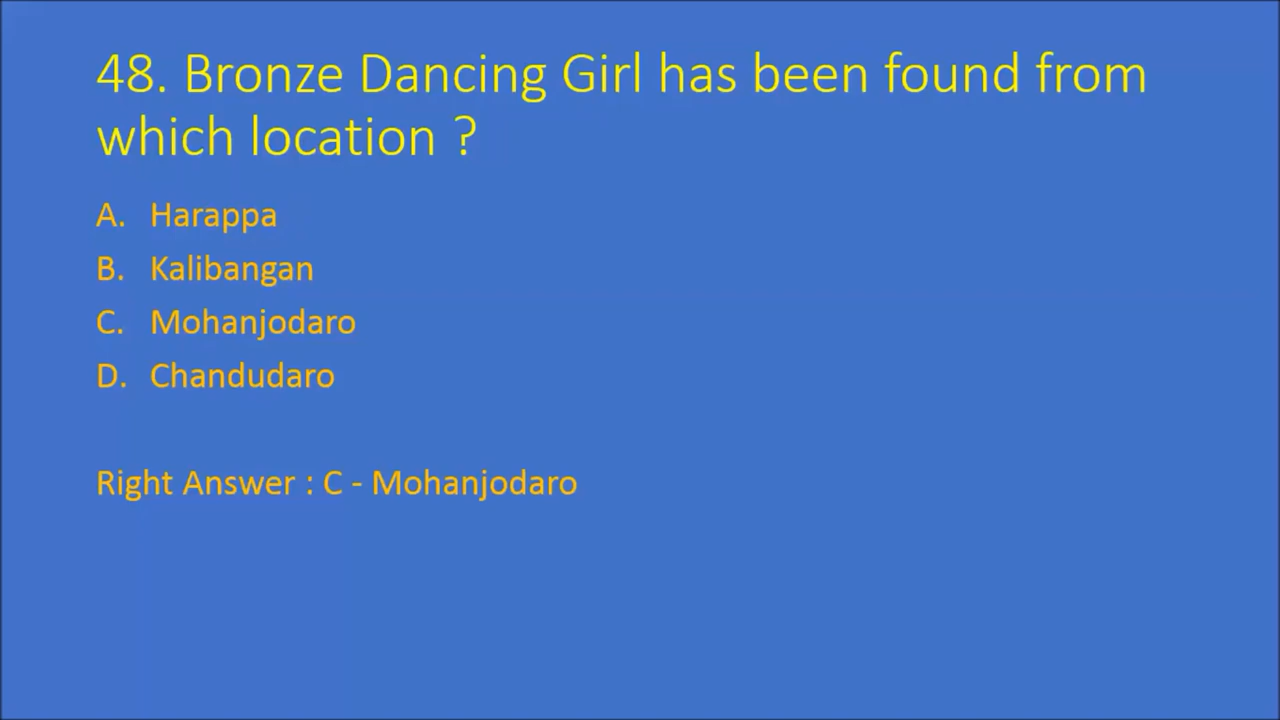 48. Bronze Dancing Girl has been found from
which location ?
A. Harappa
B. Kalibangan
C. Mohanjodaro
D. Chandudaro
Right Answer : C - Mohanjodaro